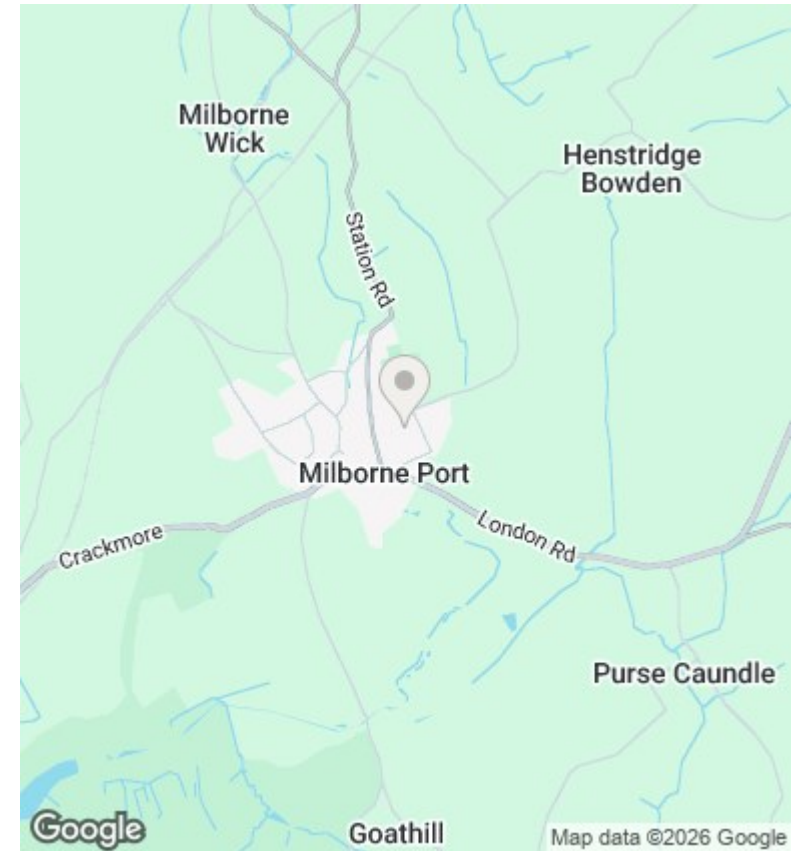 Milborne
Wick
Henstridge
Bowden
Station Rd
Milborne Port
London Rd
Crackmore
Purse Caundle
Goathill
Google
Map data ©2026 Google